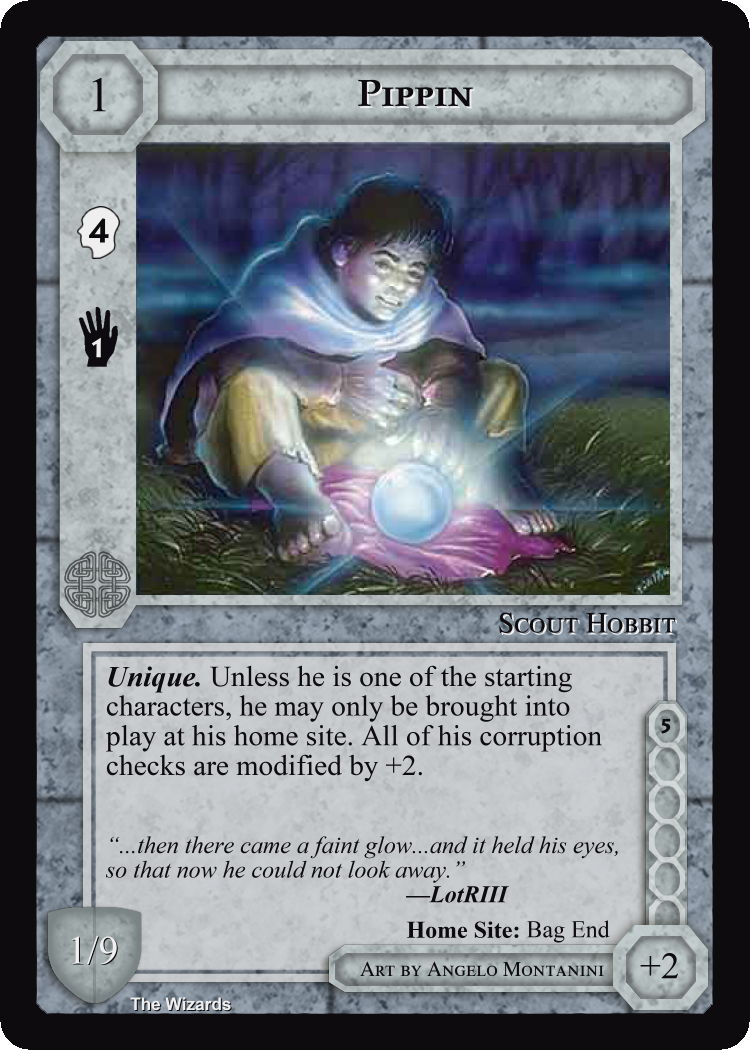 1
PIPPIN
4
1
SCOUT HOBBIT
Unique. Unless he is one of the starting
characters, he may only be brought into
play at his home site. All of his corruption
checks are modified by +2.
5
“...then there came a faint glow...and it held his eyes,
so that now he could not look away.”
—LotRIII
Home Site: Bag End
1/9
ART BY ANGELO MONTANINI
+2
The Wizards